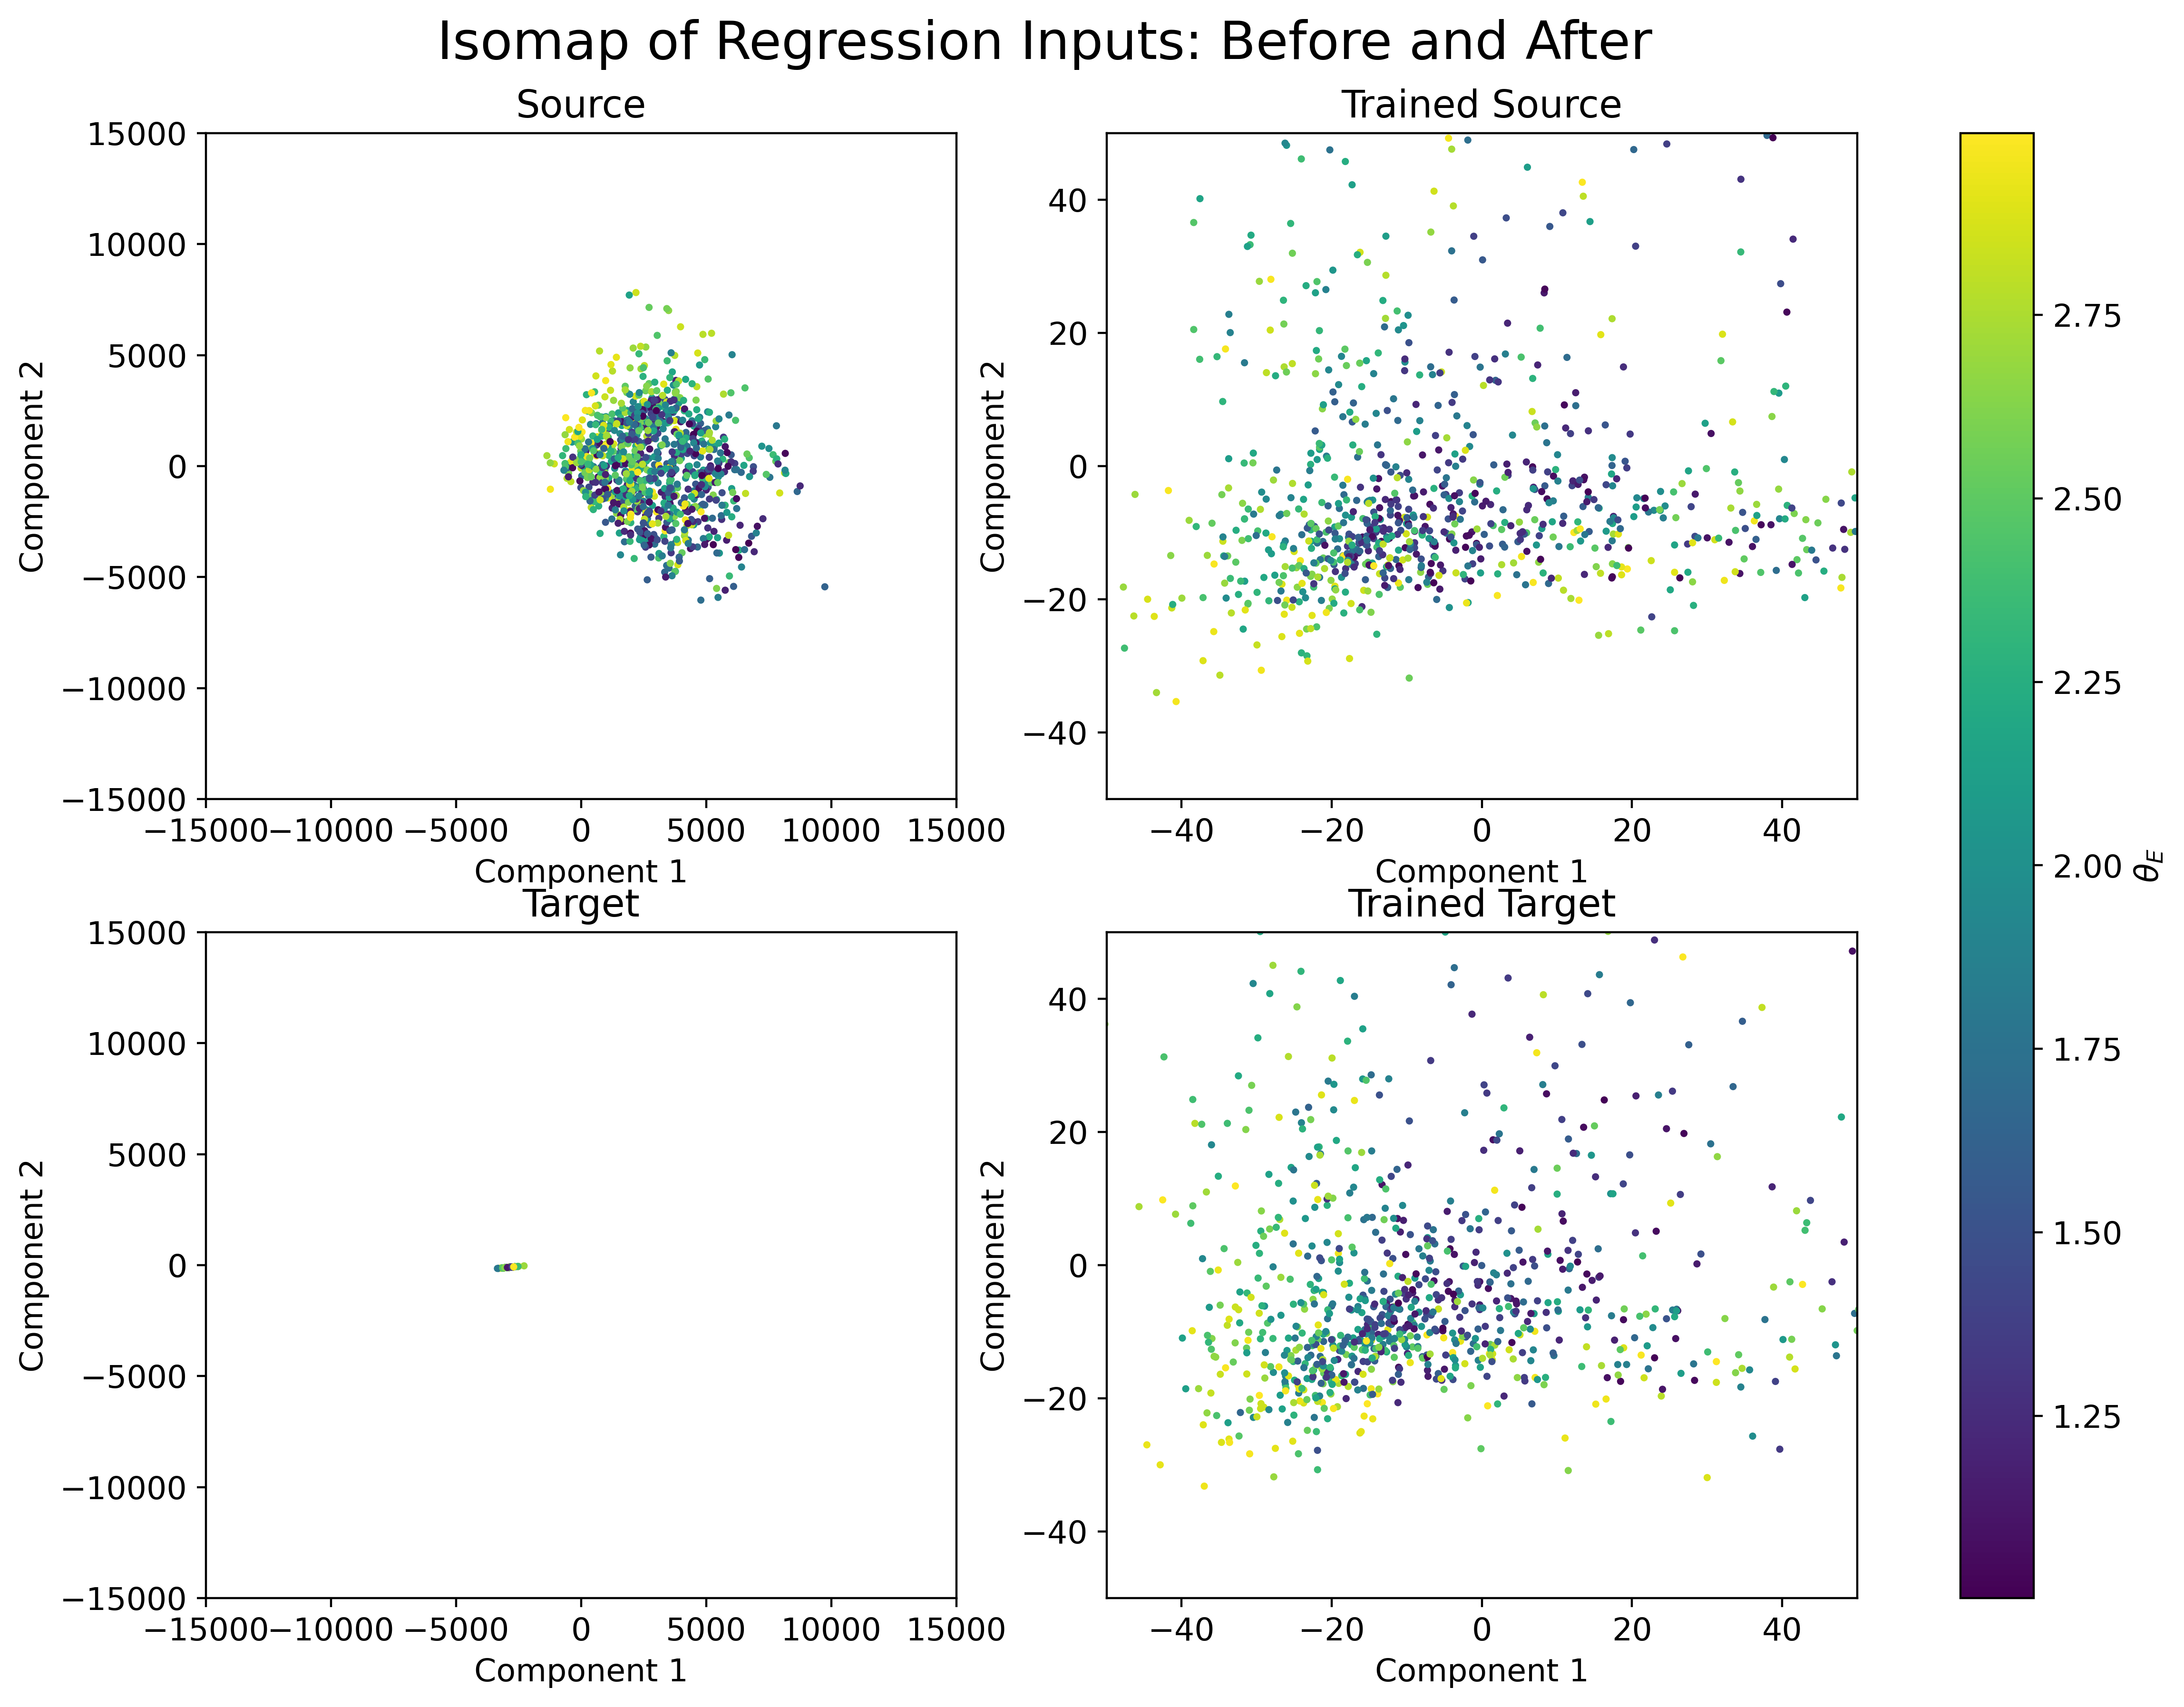 Isomap of Regression Inputs: Before and After
Source
Component 2
15000
10000
5000
0
−5000
−10000
−15000
−15000 −10000 −5000 0 5000 10000 15000
Component 1
Trained Source
Component 2
40
20
0
−20
−40
−40 −20 0 20 40
Component 1
Target
Component 2
15000
10000
5000
0
−5000
−10000
−15000
−15000 −10000 −5000 0 5000 10000 15000
Component 1
Trained Target
Component 2
40
20
0
−20
−40
−40 −20 0 20 40
Component 1
2.75
2.50
2.25
2.00
1.75
1.50
1.25
θ_E